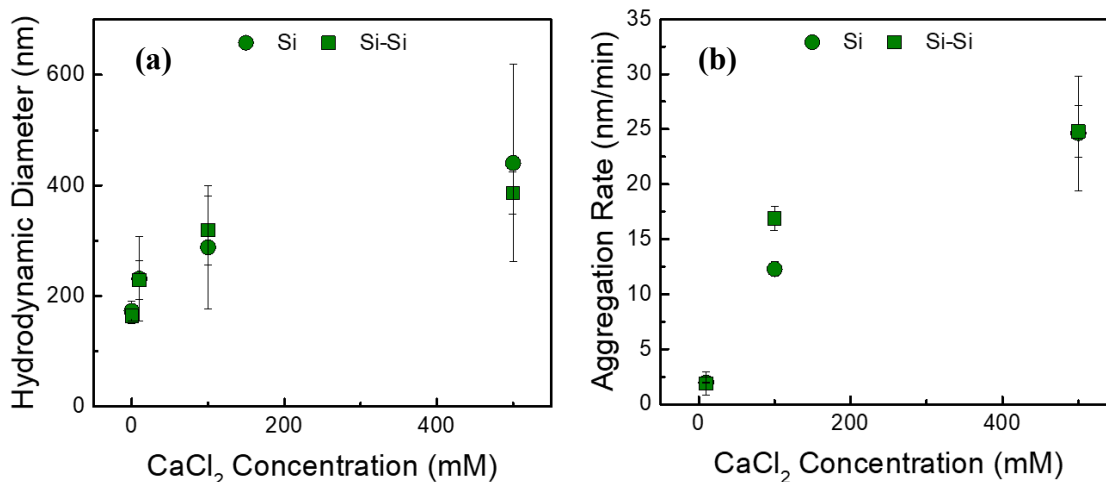 (a)
Si
Si-Si
Hydrodynamic Diameter (nm)
600
400
200
0
0
200
400
CaCl₂ Concentration (mM)
(b)
Si
Si-Si
Aggregation Rate (nm/min)
35
30
25
20
15
10
5
0
0
200
400
CaCl₂ Concentration (mM)